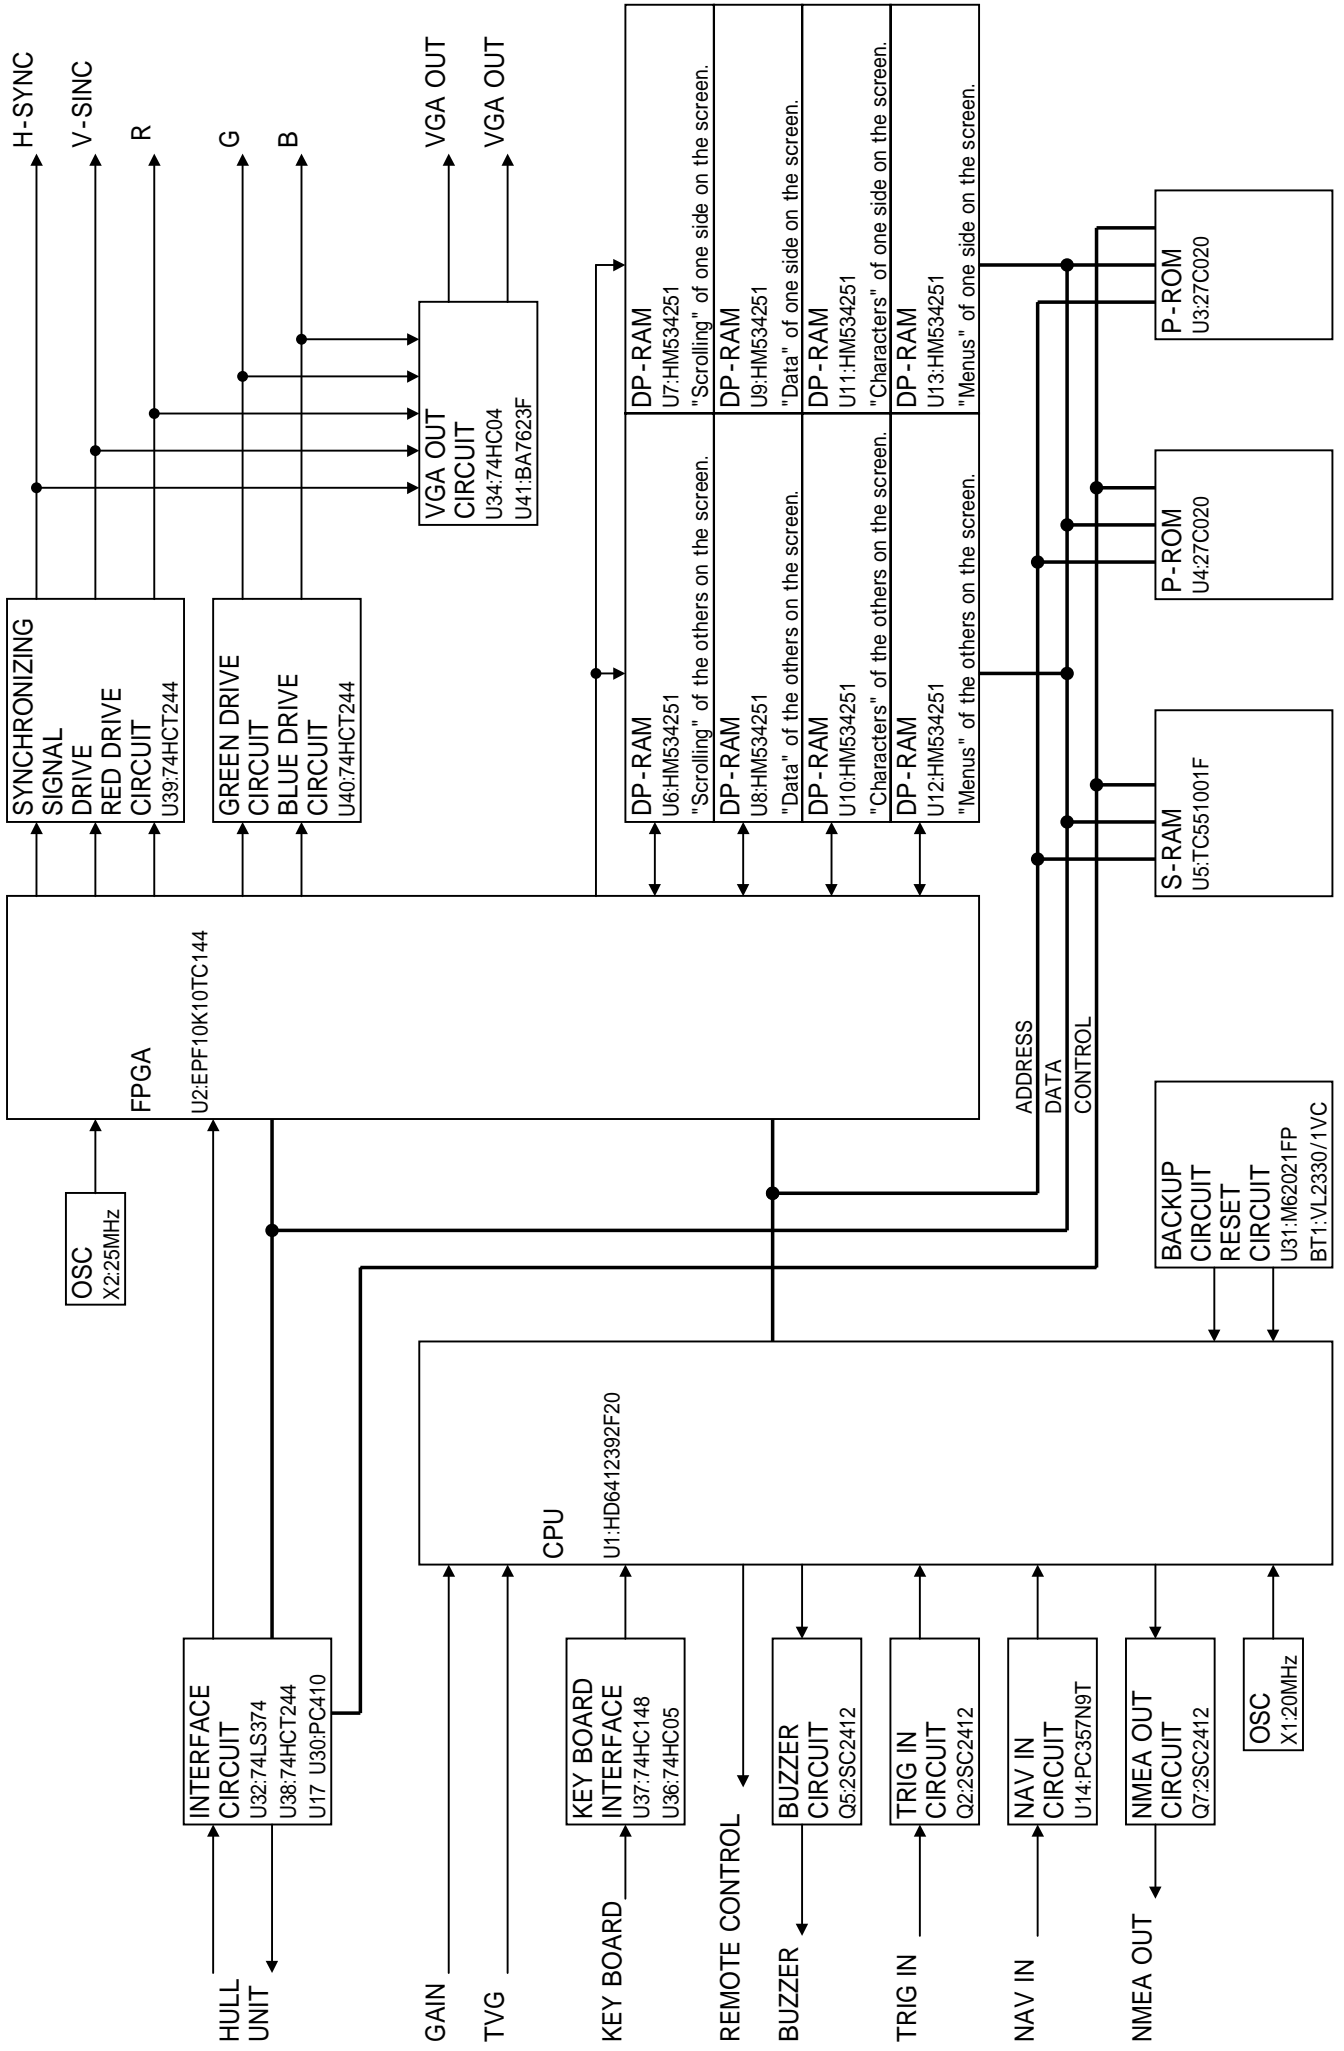 HULL
UNIT
GAIN
TVG
KEY BOARD
REMOTE CONTROL
BUZZER
TRIG IN
NAV IN
NMEA OUT
INTERFACE
CIRCUIT
U32:74LS374
U38:74HCT244
U17 U30:PC410
KEY BOARD
INTERFACE
U37:74HC148
U36:74HC05
BUZZER
CIRCUIT
Q5:2SC2412
TRIG IN
CIRCUIT
Q2:2SC2412
NAV IN
CIRCUIT
U14:PC357N9T
NMEA OUT
CIRCUIT
Q7:2SC2412
OSC
X1:20MHz
CPU
U1:HD6412392F20
OSC
X2:25MHz
BACKUP
CIRCUIT
RESET
CIRCUIT
U31:M62021FP
BT1:VL2330/1VC
FPGA
U2:EPF10K10TC144
ADDRESS
DATA
CONTROL
SYNCHRONIZING
SIGNAL
DRIVE
RED DRIVE
CIRCUIT
U39:74HCT244
GREEN DRIVE
CIRCUIT
BLUE DRIVE
CIRCUIT
U40:74HCT244
DP-RAM
U6:HM534251
"Scrolling" of the others on the screen.
DP-RAM
U8:HM534251
"Data" of the others on the screen.
DP-RAM
U10:HM534251
"Characters" of the others on the screen.
DP-RAM
U12:HM534251
"Menus" of the others on the screen.
DP-RAM
U7:HM534251
"Scrolling" of one side on the screen.
DP-RAM
U9:HM534251
"Data" of one side on the screen.
DP-RAM
U11:HM534251
"Characters" of one side on the screen.
DP-RAM
U13:HM534251
"Menus" of one side on the screen.
S-RAM
U5:TC551001F
P-ROM
U4:27C020
P-ROM
U3:27C020
VGA OUT
CIRCUIT
U34:74HC04
U41:BA7623F
H-SYNC
V-SINC
R
G
B
VGA OUT
VGA OUT